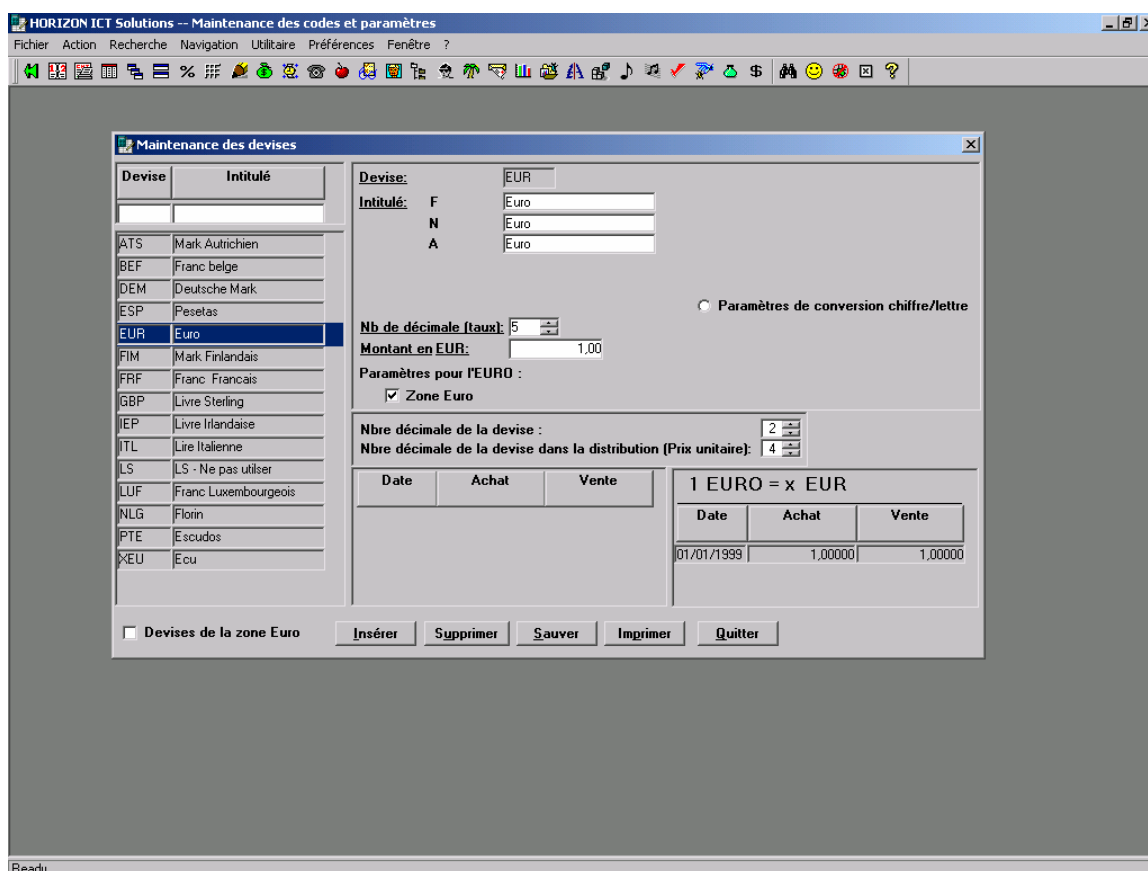 HORIZON ICT Solutions -- Maintenance des codes et paramètres
Fichier Action Recherche Navigation Utilitaire Préférences Fenêtre ?
Maintenance des devises
Devise Intitulé
ATS Mark Autrichien
BEF Franc belge
DEM Deutsche Mark
ESP Pesetas
EUR Euro
FIM Mark Finlandais
FRF Franc Francais
GBP Livre Sterling
IEP Livre Irlandaise
ITL Lire Italienne
LS LS - Ne pas utilser
LUF Franc Luxembourgeois
NLG Florin
PTE Escudos
XEU Ecu
Devise: EUR
Intitulé: F Euro
N Euro
A Euro
Paramètres de conversion chiffre/lettre
Nb de décimale (taux): 5
Montant en EUR: 1,00
Paramètres pour l'EURO :
Zone Euro
Nbre décimale de la devise : 2
Nbre décimale de la devise dans la distribution (Prix unitaire): 4
Date Achat Vente
1 EURO = x EUR
Date Achat Vente
01/01/1999 1,00000 1,00000
Devises de la zone Euro Insérer Supprimer Sauver Imprimer Quitter
Ready